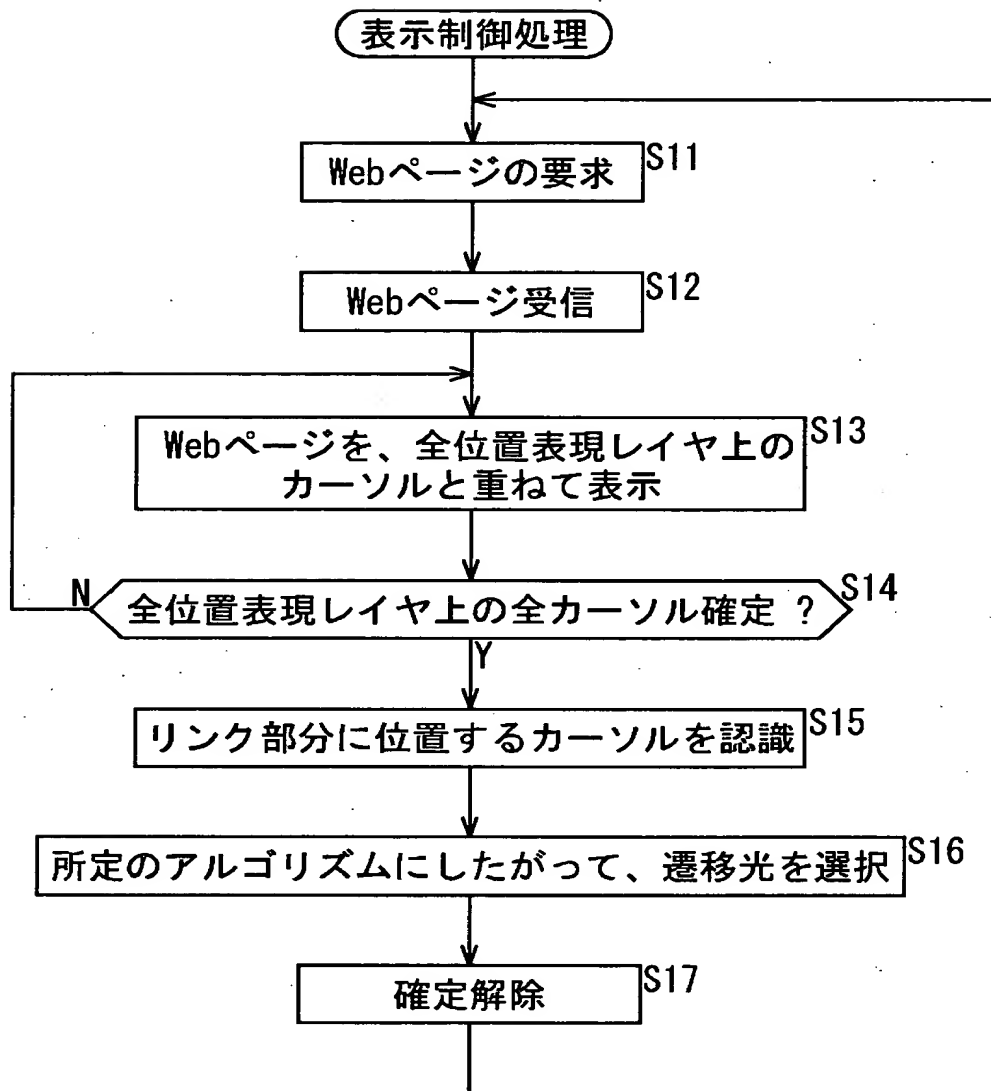 表示制御処理
Webページの要求
S11
Webページ受信
S12
Webページを、全位置表現レイヤ上の
カーソルと重ねて表示
S13
N
全位置表現レイヤ上の全カーソル確定 ?
S14
Y
リンク部分に位置するカーソルを認識
S15
所定のアルゴリズムにしたがって、遷移光を選択
S16
確定解除
S17